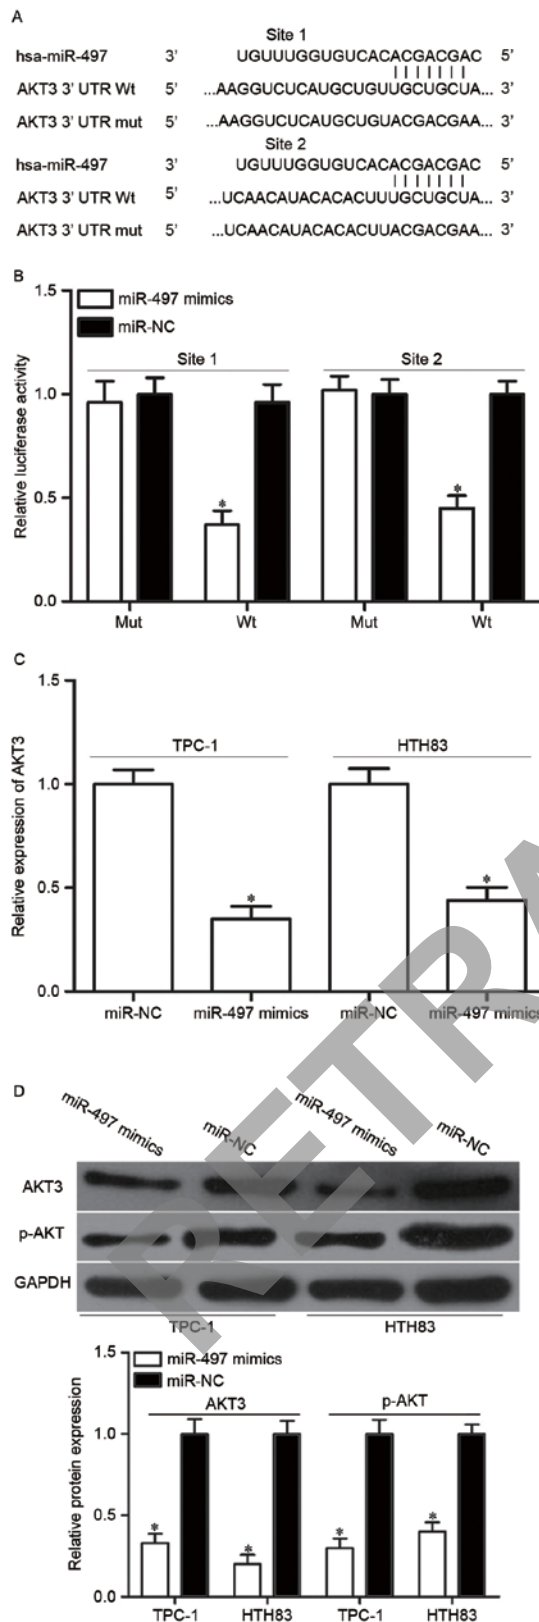 A
Site 1
hsa-miR-497 3’ UGUUUGGUGUCACACGACGAC 5’
AKT3 3’ UTR Wt 5’ ...AAGGUCUCAUGCUGUUGCUGCUA... 3’
AKT3 3’ UTR mut 5’ ...AAGGUCUCAUGCUGUACGACGAA... 3’
Site 2
hsa-miR-497 3’ UGUUUGGUGUCACACGACGAC 5’
AKT3 3’ UTR Wt 5’ ...UCAACAUACACACUUUGCUGCUA... 3’
AKT3 3’ UTR mut 5’ ...UCAACAUACACACUUACGACGAA... 3’
B
Relative luciferase activity
1.5
1.0
0.5
0.0
miR-497 mimics
miR-NC
Site 1 Site 2
* *
Mut Wt Mut Wt
C
Relative expression of AKT3
1.5
1.0
0.5
0.0
TPC-1 HTH83
* *
miR-NC miR-497 mimics miR-NC miR-497 mimics
RETRA
D
miR-497 mimics miR-NC miR-497 mimics miR-NC
AKT3
p-AKT
GAPDH
TPC-1 HTH83
Relative protein expression
1.5
1.0
0.5
0.0
miR-497 mimics
miR-NC
AKT3 p-AKT
* * * *
TPC-1 HTH83 TPC-1 HTH83